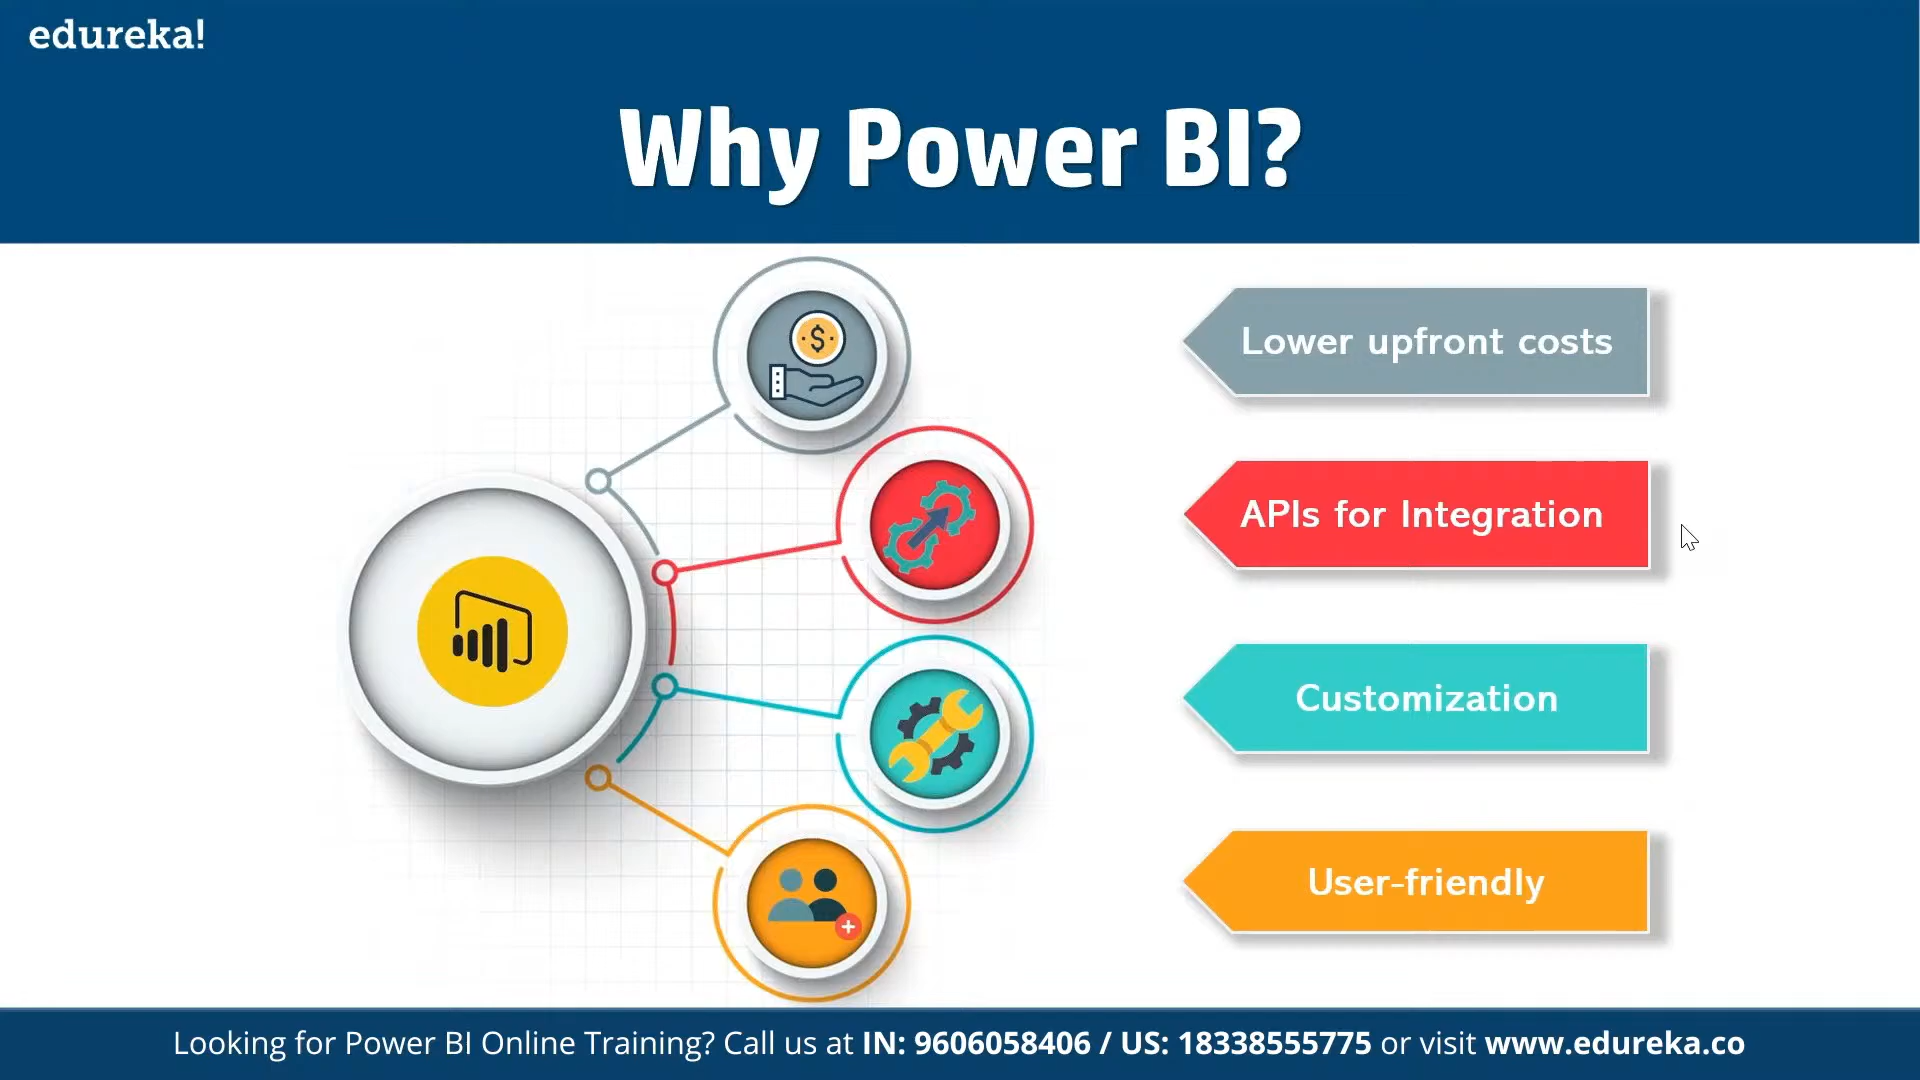 edureka!
Why Power BI?
Lower upfront costs
APIs for Integration
Customization
User-friendly
Looking for Power BI Online Training? Call us at IN: 9606058406 / US: 18338555775 or visit www.edureka.co